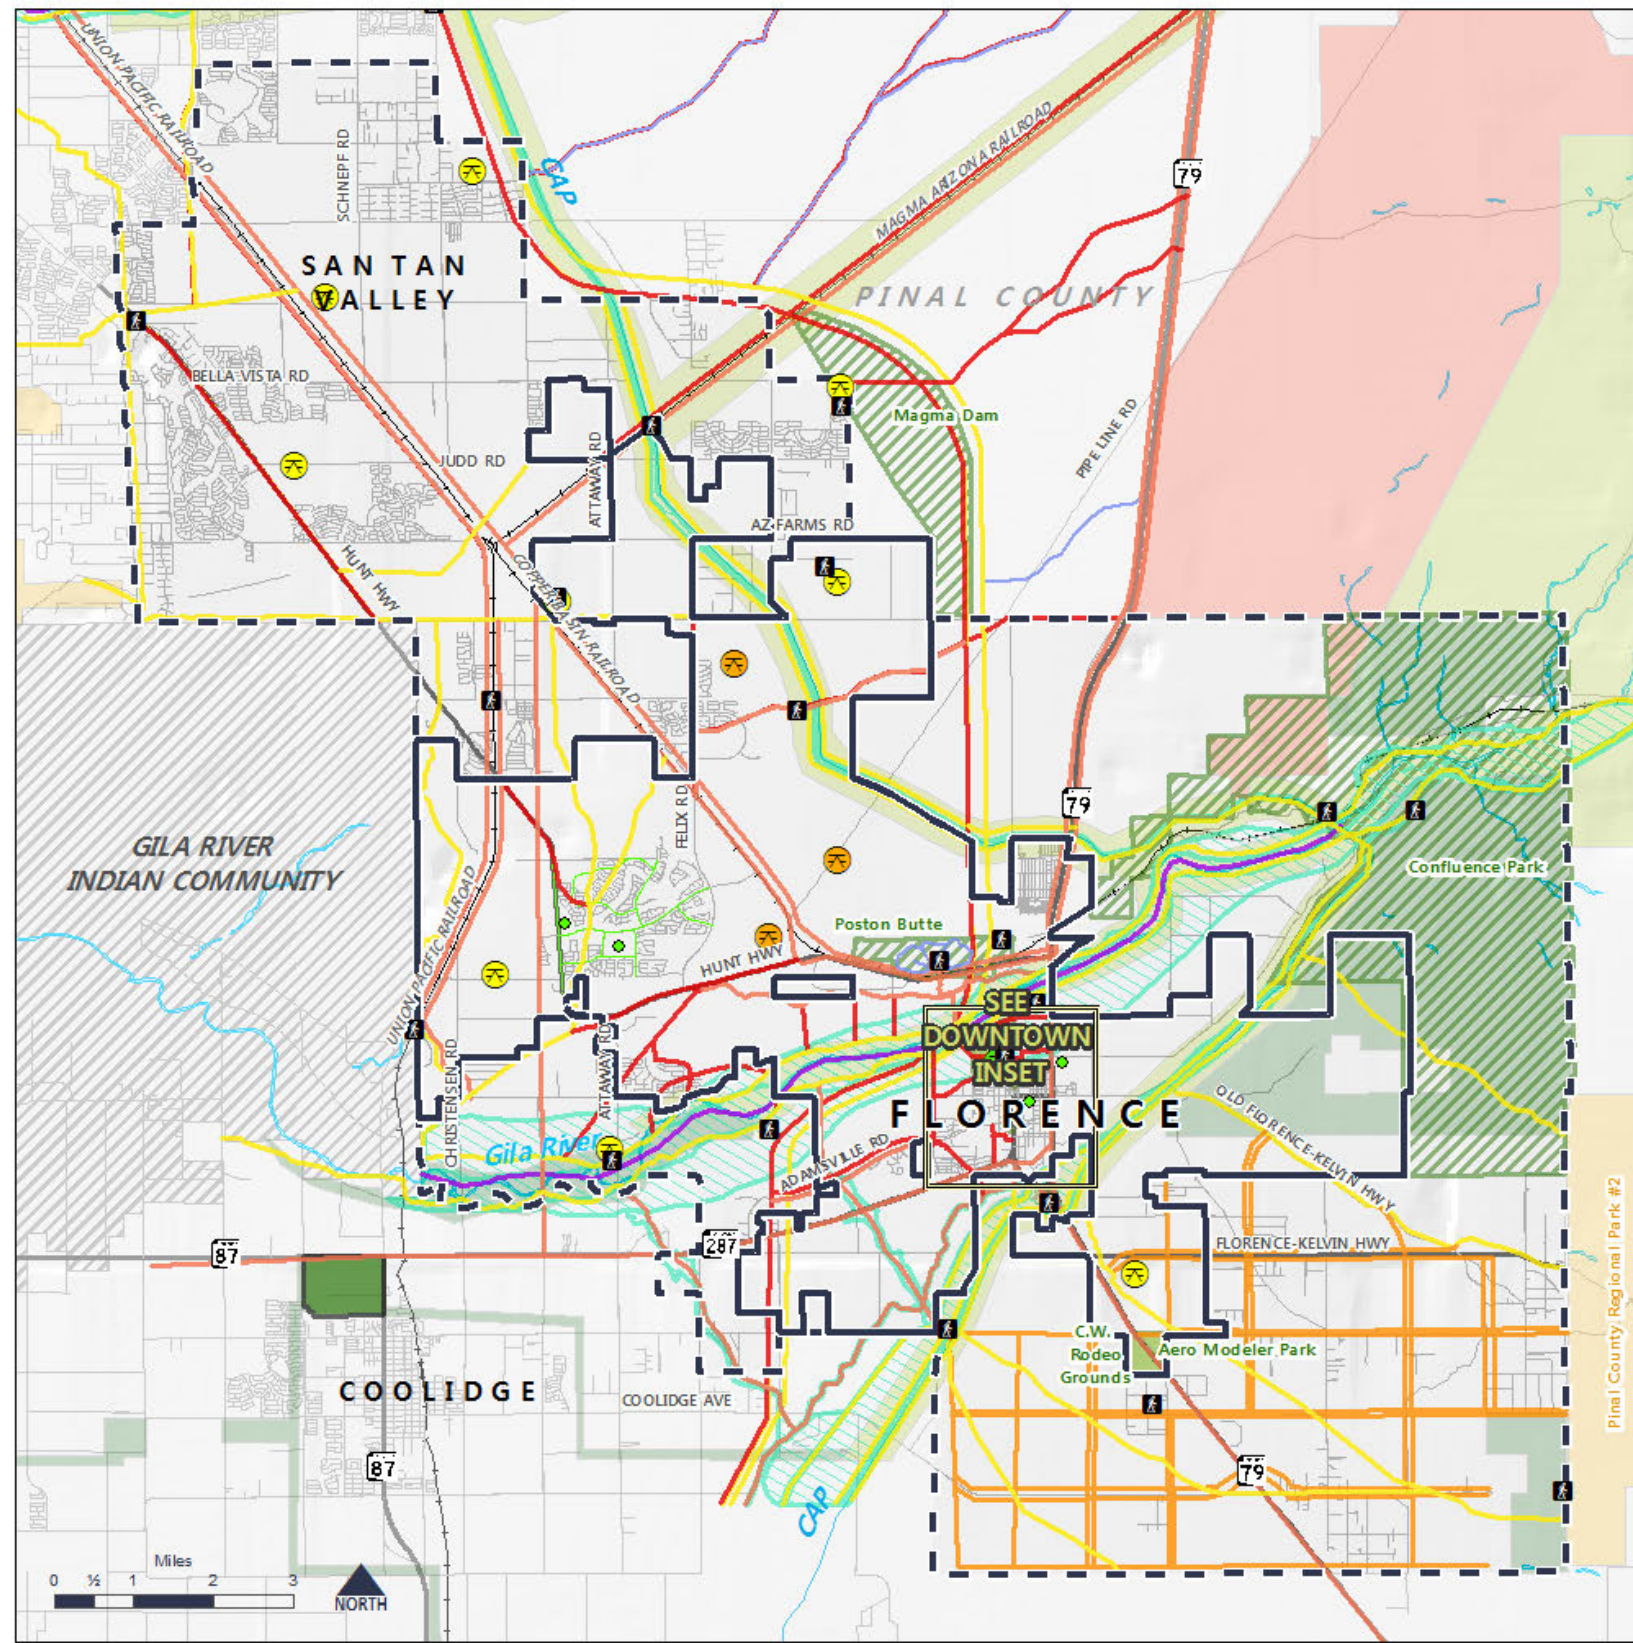 UNION PACIFIC RAILROAD
SCHNEPF RD
CAP
MAGMA ARIZONA RAILROAD
79
SAN TAN
VALLEY
PINAL COUNTY
BELLA VISTA RD
Magma Dam
JUDD RD
ATTAWAY RD
PIPE LINE RD
AZ FARMS RD
HUNT HWY
COPPER BASIN RAILROAD
79
FELIX RD
GILA RIVER
INDIAN COMMUNITY
Confluence Park
Poston Butte
UNION PACIFIC RAILROAD
HUNT HWY
SEE
DOWNTOWN
INSET
CHRISTENSEN RD
ATTAWAY RD
FLORENCE
OLD FLORENCE-KELVIN HWY
Gila River
ADAMSVILLE RD
Pinal County Regional Park #2
87
287
FLORENCE-KELVIN HWY
C.W.
Rodeo
Grounds
Aero Modeler Park
COOLIDGE
COOLIDGE AVE
87
79
CAP
Miles
0 ½ 1 2 3
NORTH